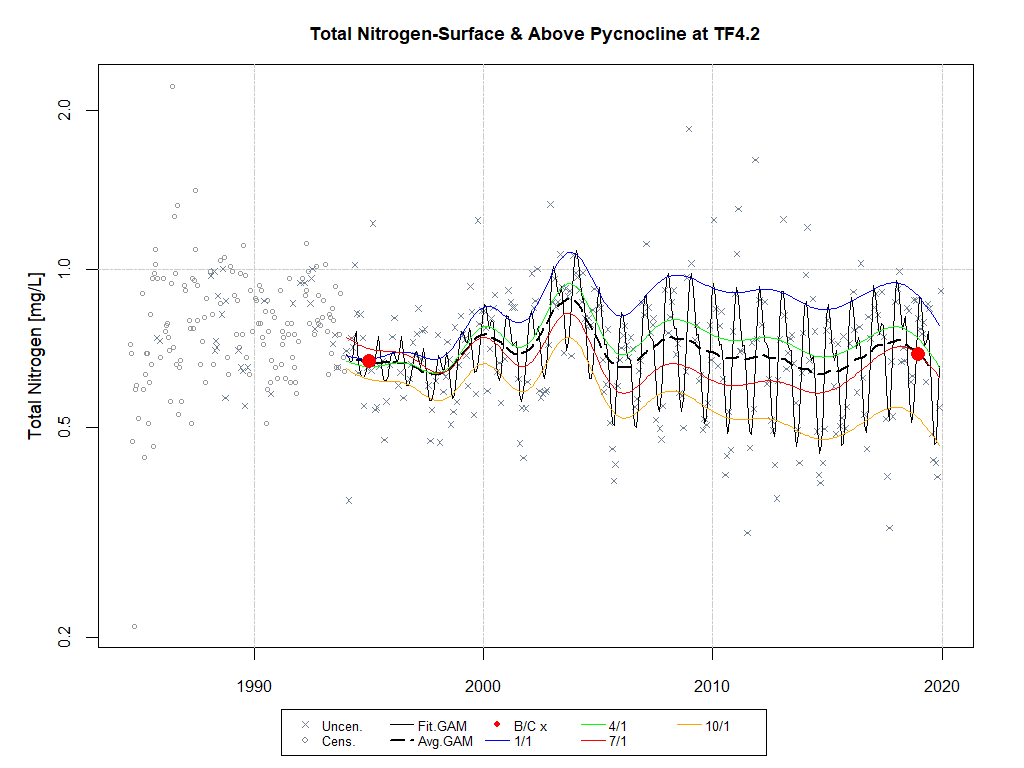 Total Nitrogen-Surface & Above Pycnocline at TF4.2
Total Nitrogen [mg/L]
2.0
1.0
0.5
0.2
1990 2000 2010 2020
Uncen. Fit.GAM B/C x 4/1 10/1
Cens. Avg.GAM 1/1 7/1